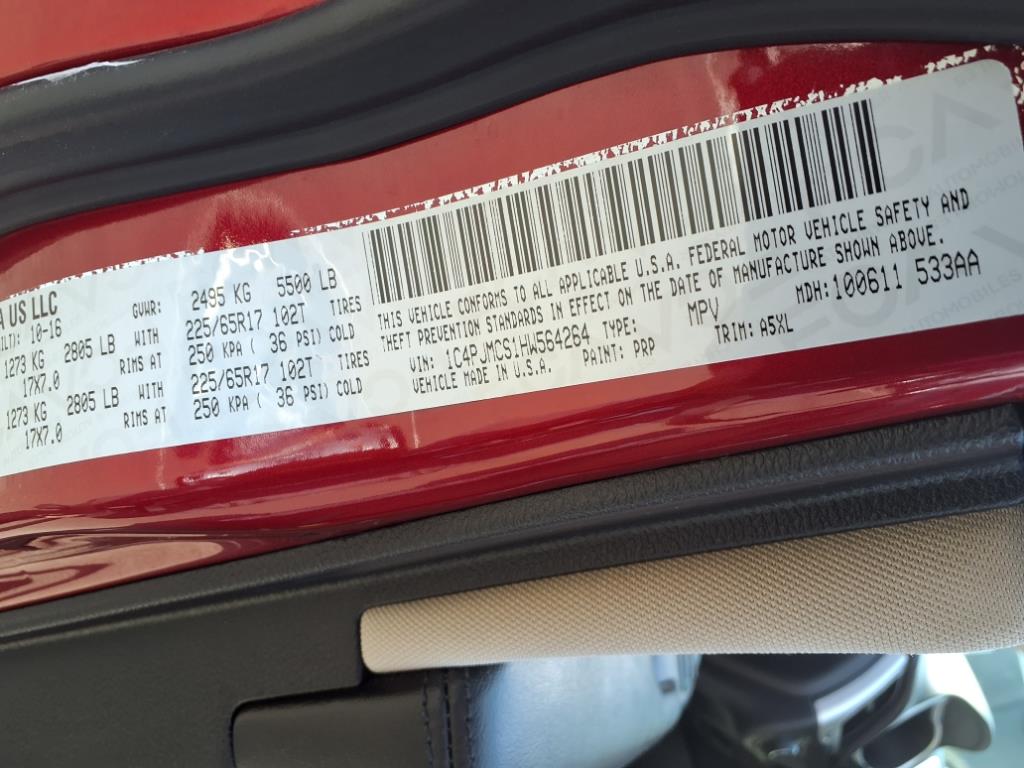 A US LLC
ILT): 10-16 GVWR: 2495 KG 5500 LB
1273 KG 2805 LB WITH 225/65R17 102T TIRES
17X7.0 RIMS AT 250 KPA ( 36 PSI) COLD
1273 KG 2805 LB WITH 225/65R17 102T TIRES
17X7.0 RIMS AT 250 KPA ( 36 PSI) COLD
THIS VEHICLE CONFORMS TO ALL APPLICABLE U.S.A. FEDERAL MOTOR VEHICLE SAFETY AND
THEFT PREVENTION STANDARDS IN EFFECT ON THE DATE OF MANUFACTURE SHOWN ABOVE.
VIN: 1C4PJMCS1HW564264 TYPE: MPV MDH: 100611 533AA
VEHICLE MADE IN U.S.A. PAINT: PRP TRIM: A5XL